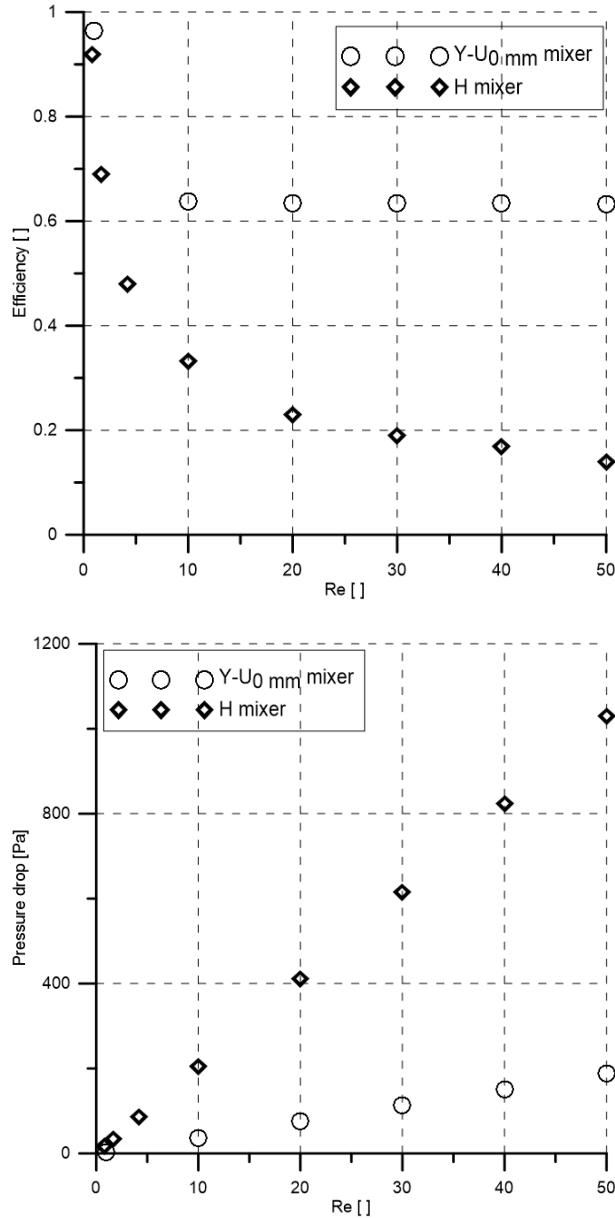 1
0.8
0.6
0.4
0.2
0
Efficiency [ ]
Y-U0 mm mixer
H mixer
0 10 20 30 40 50
Re [ ]
1200
800
400
0
Pressure drop [Pa]
Y-U0 mm mixer
H mixer
0 10 20 30 40 50
Re [ ]